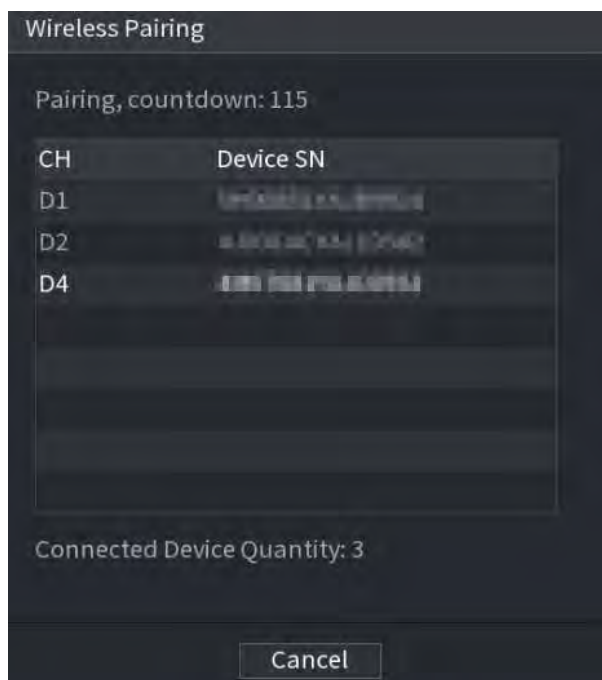 Wireless Pairing
Pairing, countdown: 115
CH Device SN
D1
D2
D4
Connected Device Quantity: 3
Cancel